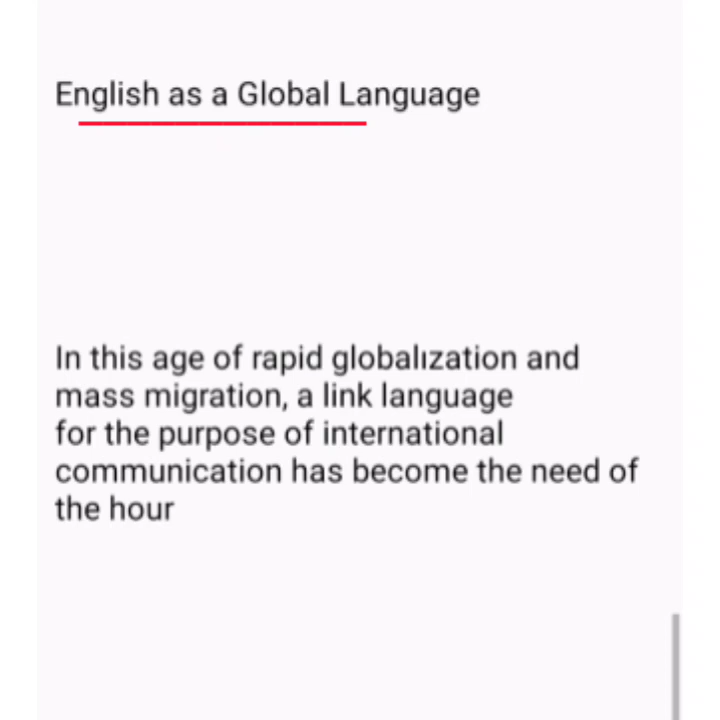 English as a Global Language
In this age of rapid globalızation and
mass migration, a link language
for the purpose of international
communication has become the need of
the hour